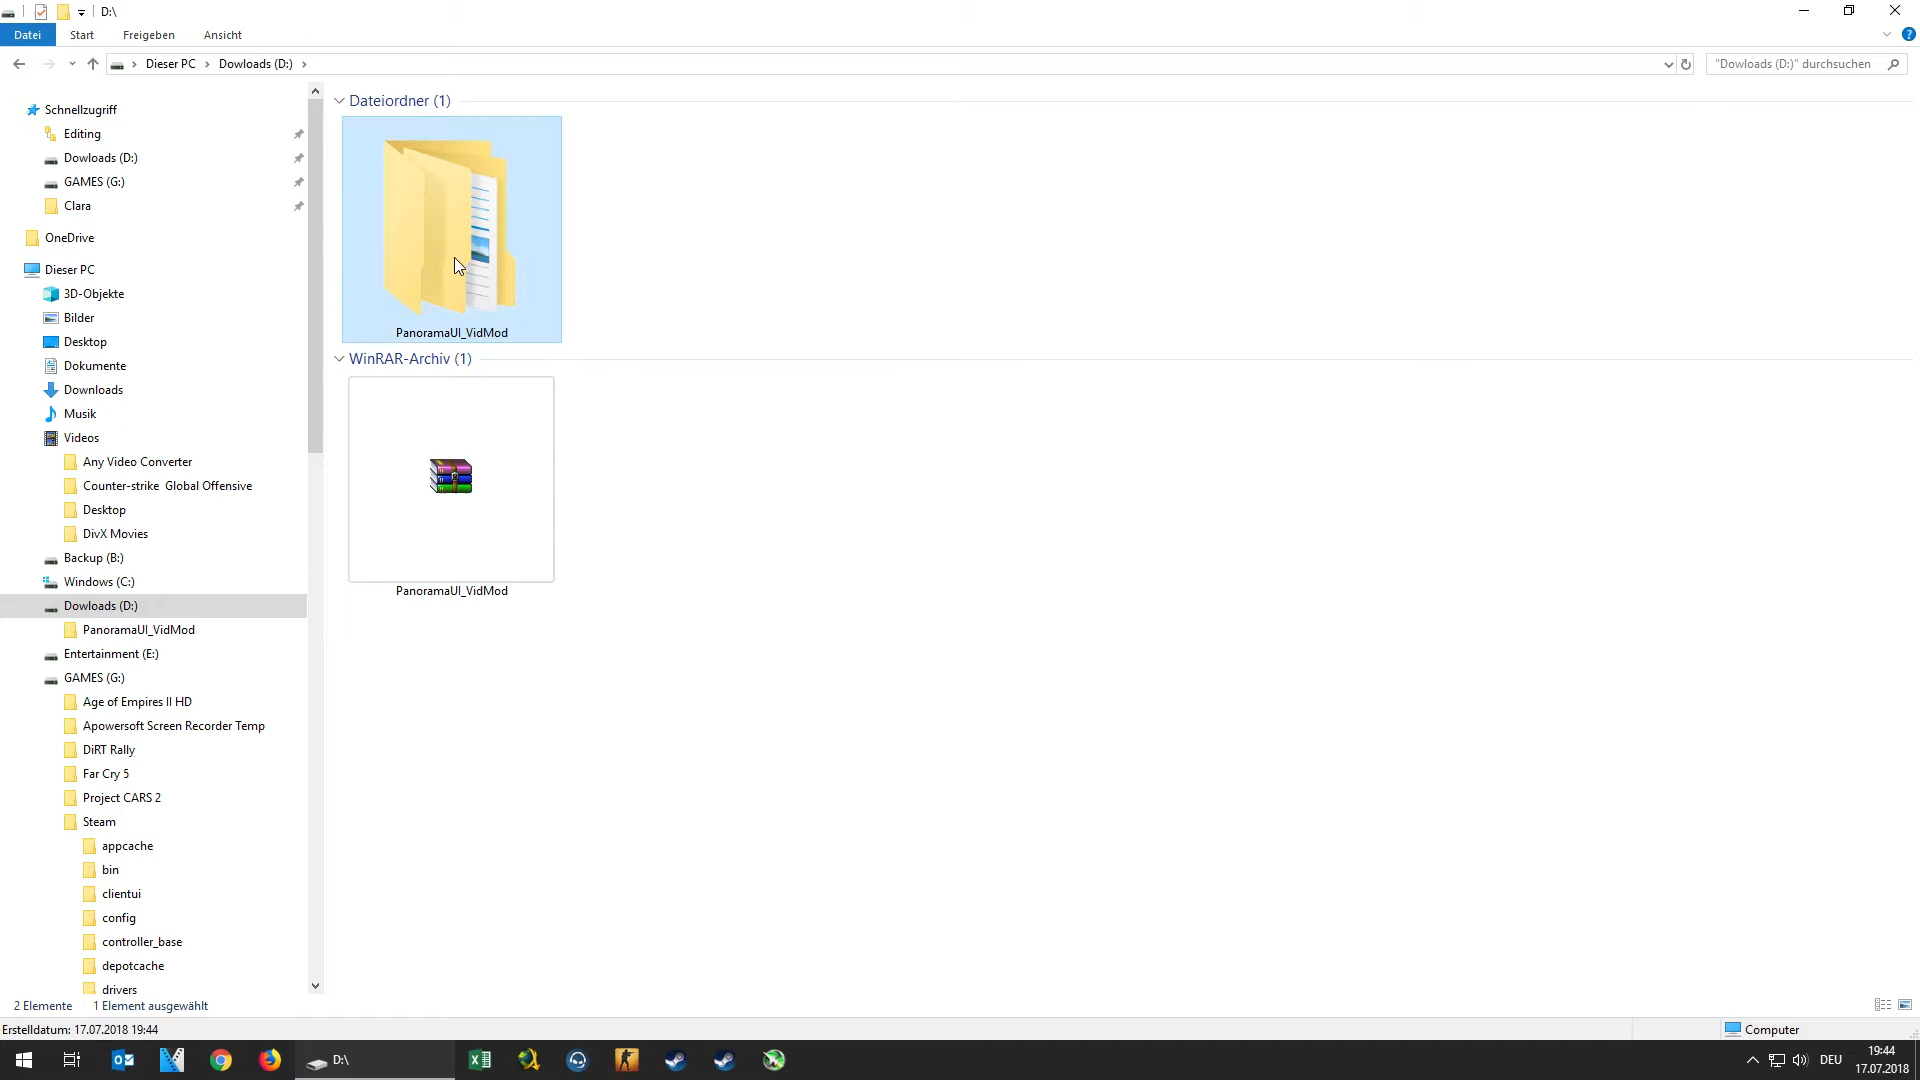 D:\
Datei
Start
Freigeben
Ansicht
Dieser PC
Dowloads (D:)
"Dowloads (D:)" durchsuchen
Schnellzugriff
Editing
Dowloads (D:)
GAMES (G:)
Clara
OneDrive
Dieser PC
3D-Objekte
Bilder
Desktop
Dokumente
Downloads
Musik
Videos
Any Video Converter
Counter-strike  Global Offensive
Desktop
DivX Movies
Backup (B:)
Windows (C:)
Dowloads (D:)
PanoramaUI_VidMod
Entertainment (E:)
GAMES (G:)
Age of Empires II HD
Apowersoft Screen Recorder Temp
DiRT Rally
Far Cry 5
Project CARS 2
Steam
appcache
bin
clientui
config
controller_base
depotcache
drivers
Dateiordner (1)
PanoramaUI_VidMod
WinRAR-Archiv (1)
PanoramaUI_VidMod
2 Elemente
1 Element ausgewählt
Erstelldatum: 17.07.2018 19:44
Computer
D:\
DEU
19:44
17.07.2018